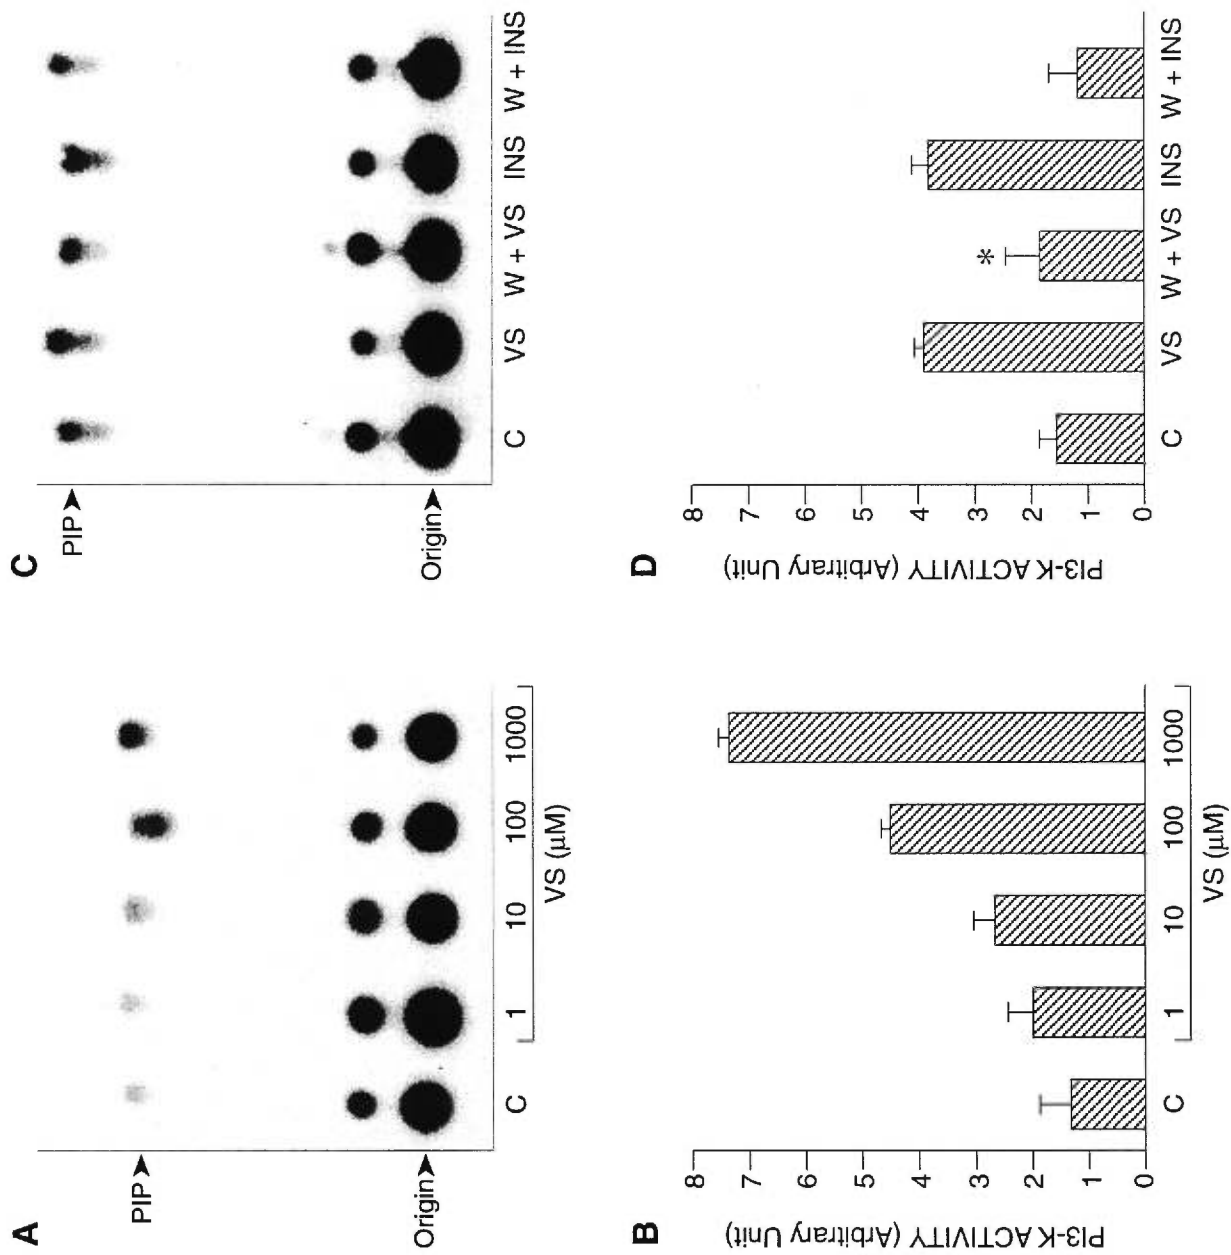 A
PIP
Origin
C 1 10 100 1000
VS (μM)
B
PI3-K ACTIVITY (Arbitrary Unit)
8
7
6
5
4
3
2
1
0
C 1 10 100 1000
VS (μM)
C
PIP
Origin
C VS W + VS INS W + INS
D
PI3-K ACTIVITY (Arbitrary Unit)
8
7
6
5
4
3
2
1
0
*
C VS W + VS INS W + INS